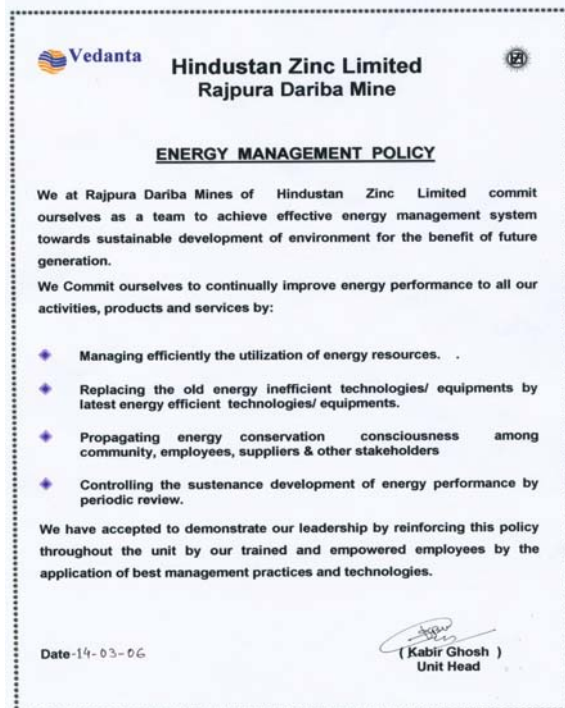 Vedanta
Hindustan Zinc Limited
Rajpura Dariba Mine
ENERGY MANAGEMENT POLICY
We at Rajpura Dariba Mines of Hindustan Zinc Limited commit
ourselves as a team to achieve effective energy management system
towards sustainable development of environment for the benefit of future
generation.
We Commit ourselves to continually improve energy performance to all our
activities, products and services by:
Managing efficiently the utilization of energy resources. .
Replacing the old energy inefficient technologies/ equipments by
latest energy efficient technologies/ equipments.
Propagating energy conservation consciousness among
community, employees, suppliers & other stakeholders
Controlling the sustenance development of energy performance by
periodic review.
We have accepted to demonstrate our leadership by reinforcing this policy
throughout the unit by our trained and empowered employees by the
application of best management practices and technologies.
Date-14-03-06
( Kabir Ghosh )
Unit Head